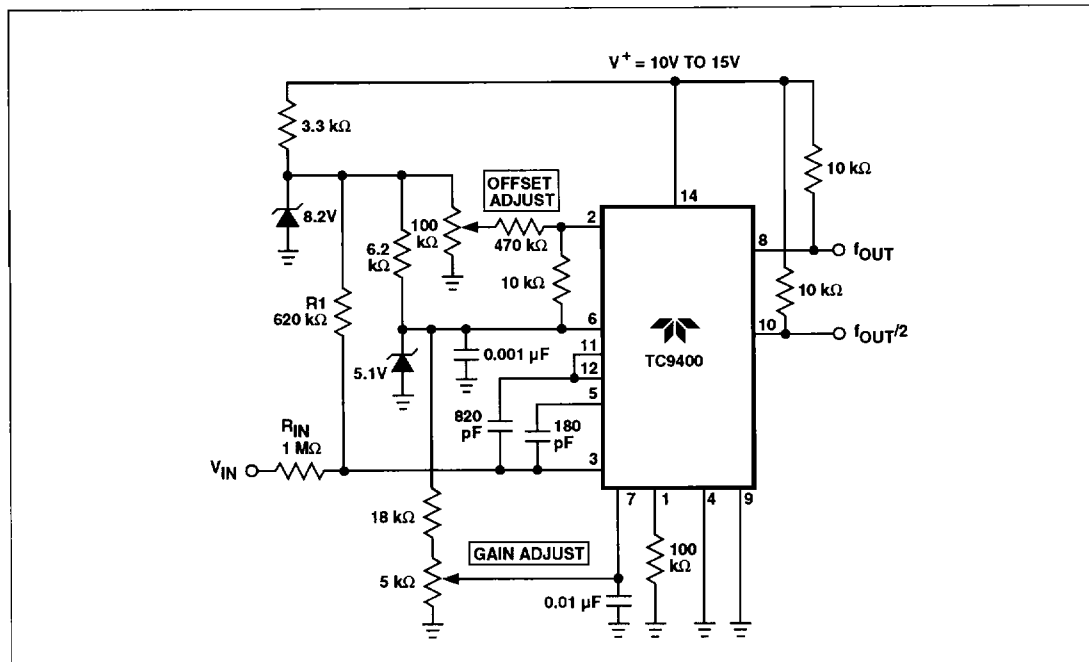 V+ = 10V TO 15V
3.3 kΩ
10 kΩ
OFFSET
ADJUST
14
8.2V
100
kΩ
2
6.2
kΩ
470 kΩ
8
fOUT
10 kΩ
10 kΩ
R1
620 kΩ
6
10
fOUT/2
11
0.001 µF
12
TC9400
5.1V
5
820
pF
180
pF
RIN
1 MΩ
VIN
3
7
1
4
9
18 kΩ
GAIN ADJUST
100
kΩ
5 kΩ
0.01 µF